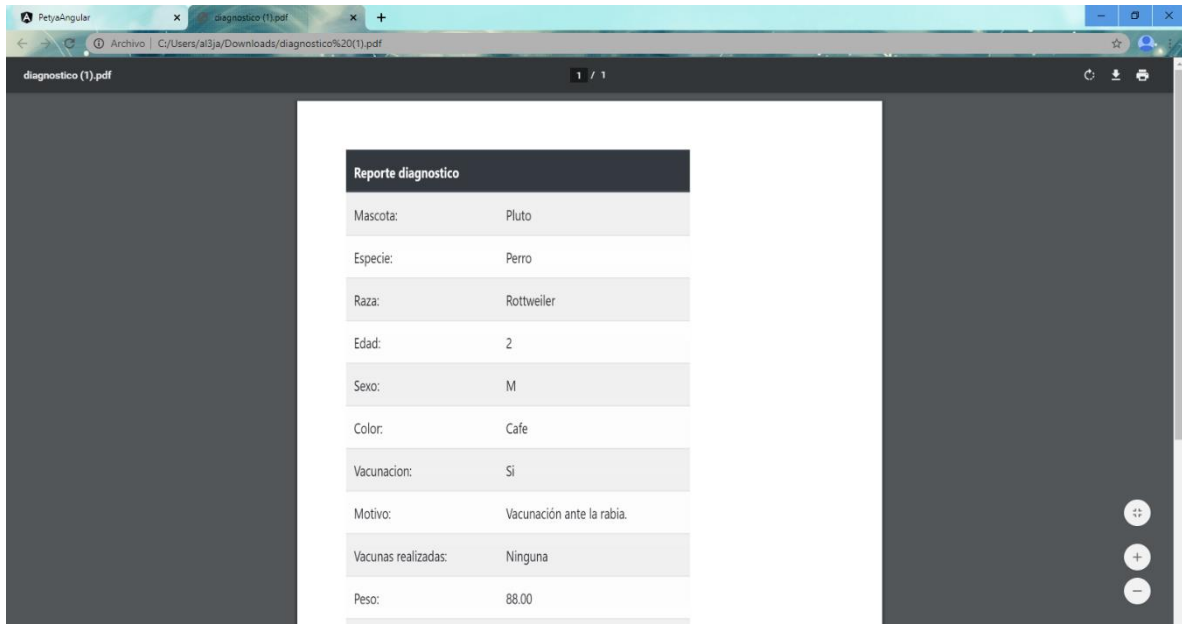 PetyaAngular
diagnostico (1).pdf
Archivo | C:/Users/al3ja/Downloads/diagnostico%20(1).pdf
diagnostico (1).pdf
1 / 1
Reporte diagnostico
Mascota: Pluto
Especie: Perro
Raza: Rottweiler
Edad: 2
Sexo: M
Color: Cafe
Vacunacion: Si
Motivo: Vacunación ante la rabia.
Vacunas realizadas: Ninguna
Peso: 88.00